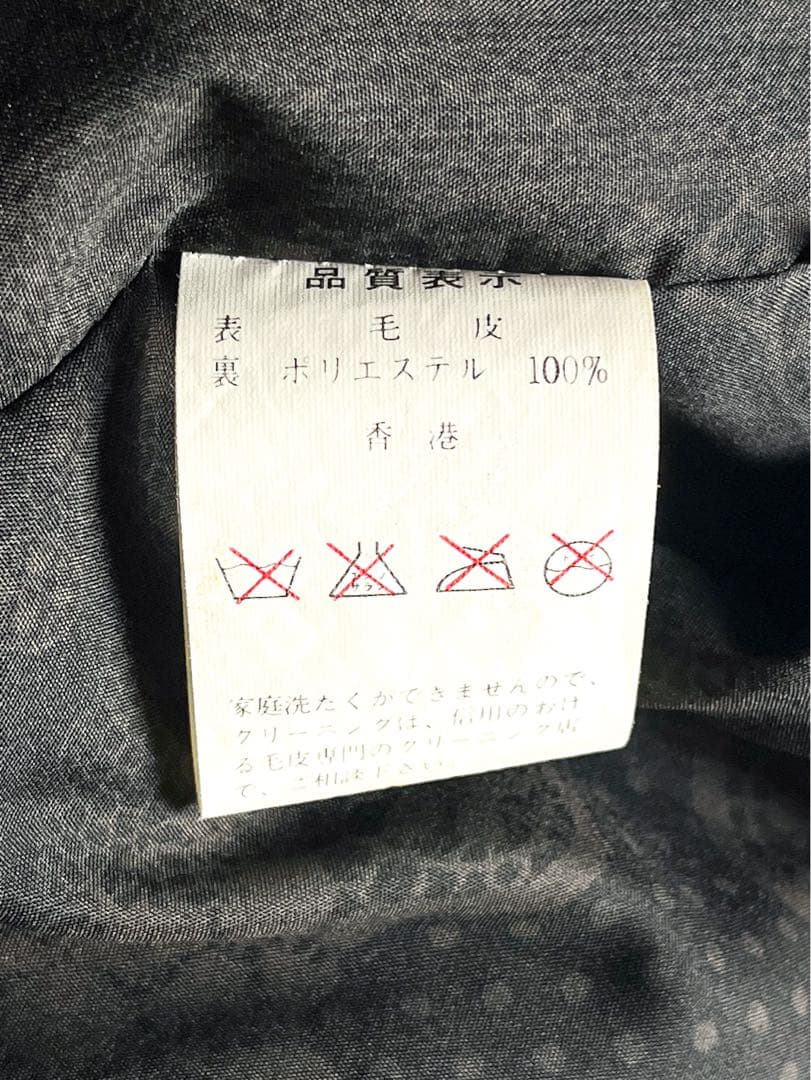 品質表示
表 毛皮
裏 ポリエステル 100%
香港
家庭洗たくができませんので、
クリーニングは、信用のおけ
る毛皮専門のクリーニング店
で、ご相談下さい。